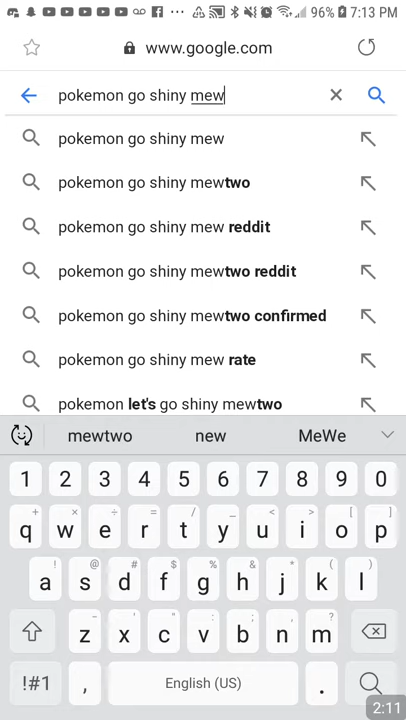 96% 7:13 PM
www.google.com
pokemon go shiny mew
pokemon go shiny mew
pokemon go shiny mewtwo
pokemon go shiny mew reddit
pokemon go shiny mewtwo reddit
pokemon go shiny mewtwo confirmed
pokemon go shiny mew rate
pokemon let's go shiny mewtwo
mewtwo new MeWe
1 2 3 4 5 6 7 8 9 0
+ × ÷ = / _ < > [ ]
q w e r t y u i o p
! @ # $ % ^ & * ( )
a s d f g h j k l
- ' " : ; , ?
z x c v b n m
!#1 , English (US) .
2:11